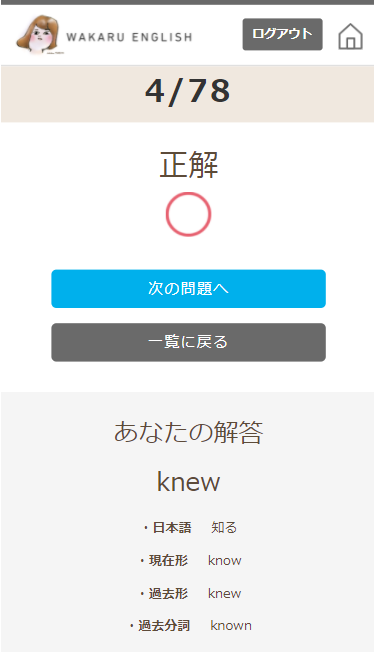 WAKARU ENGLISH
ログアウト
4/78
正解
次の問題へ
一覧に戻る
あなたの解答
knew
・日本語 知る
・現在形 know
・過去形 knew
・過去分詞 known